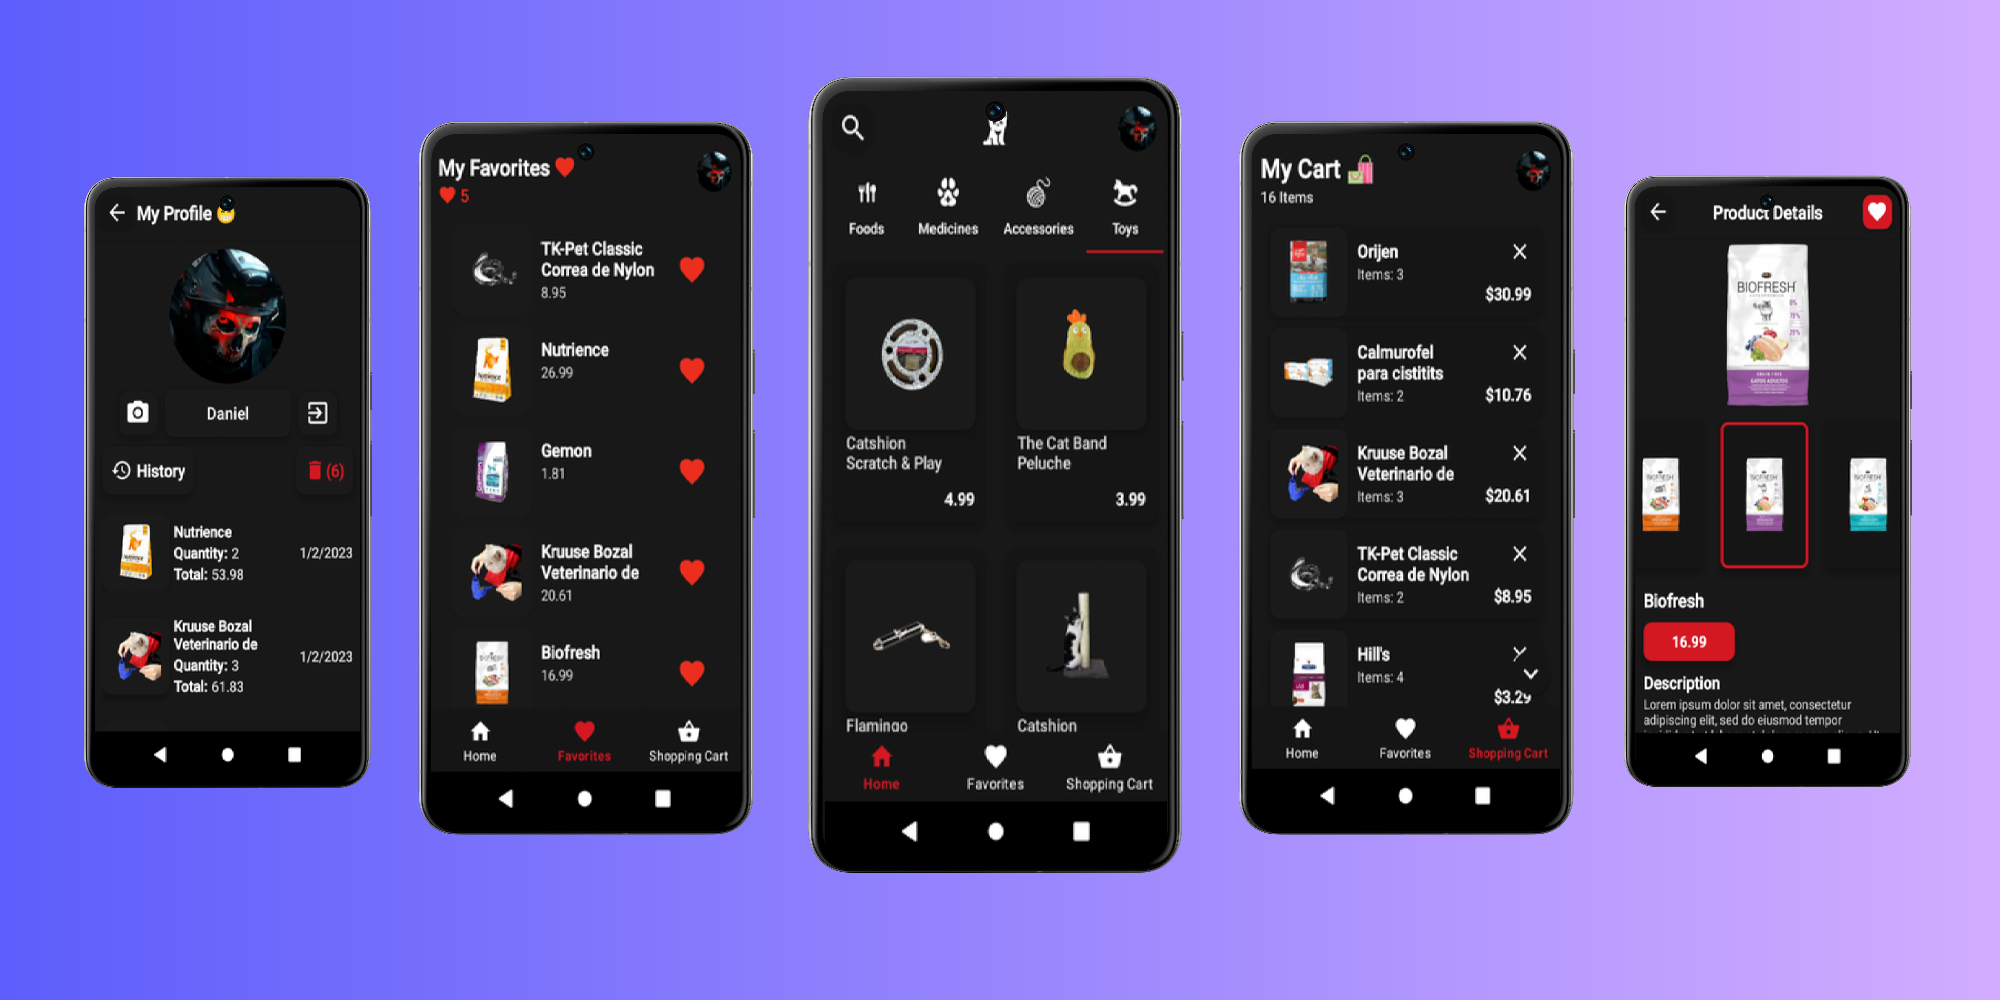 My Profile
Daniel
History
(6)
Nutrience
Quantity: 2
Total: 53.98
1/2/2023
Kruuse Bozal
Veterinario de
Quantity: 3
Total: 61.83
1/2/2023
My Favorites
5
TK-Pet Classic
Correa de Nylon
8.95
Nutrience
26.99
Gemon
1.81
Kruuse Bozal
Veterinario de
20.61
Biofresh
16.99
Home
Favorites
Shopping Cart
Foods
Medicines
Accessories
Toys
Catshion
Scratch & Play
4.99
The Cat Band
Peluche
3.99
Flamingo
Catshion
Home
Favorites
Shopping Cart
My Cart
16 Items
Orijen
Items: 3
$30.99
Calmurofel
para cistitits
Items: 2
$10.76
Kruuse Bozal
Veterinario de
Items: 3
$20.61
TK-Pet Classic
Correa de Nylon
Items: 2
$8.95
Hill's
Items: 4
$3.29
Home
Favorites
Shopping Cart
Product Details
BIOFRESH
GATOS ADULTOS
Biofresh
16.99
Description
Lorem ipsum dolor sit amet, consectetur
adipiscing elit, sed do eiusmod tempor